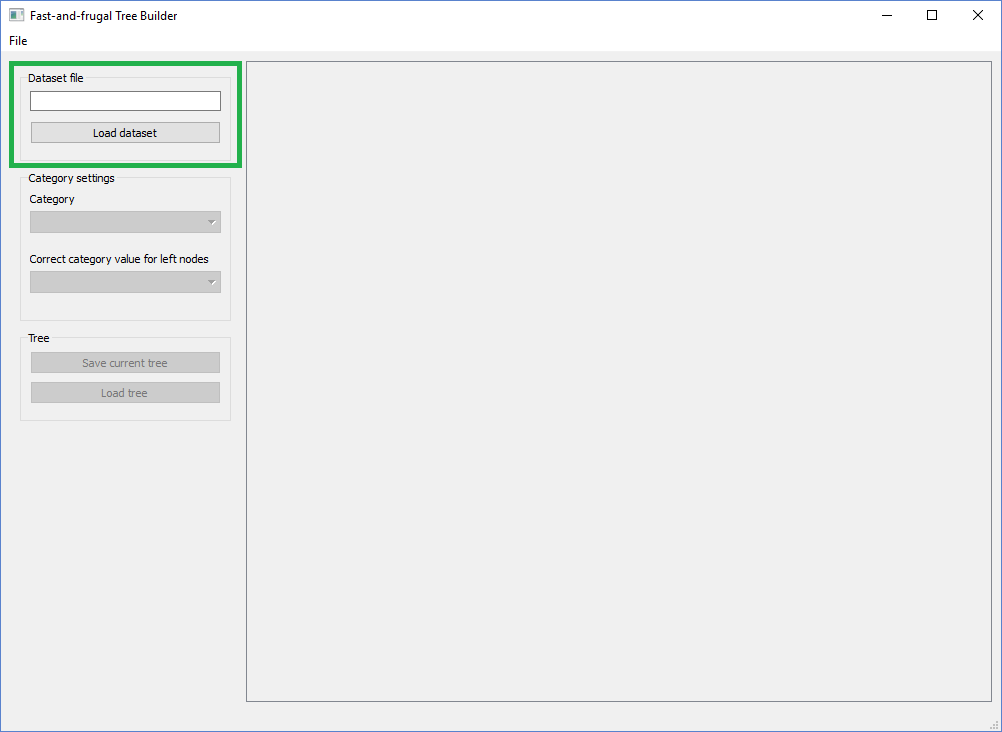 Fast-and-frugal Tree Builder
File
Dataset file
Load dataset
Category settings
Category
Correct category value for left nodes
Tree
Save current tree
Load tree